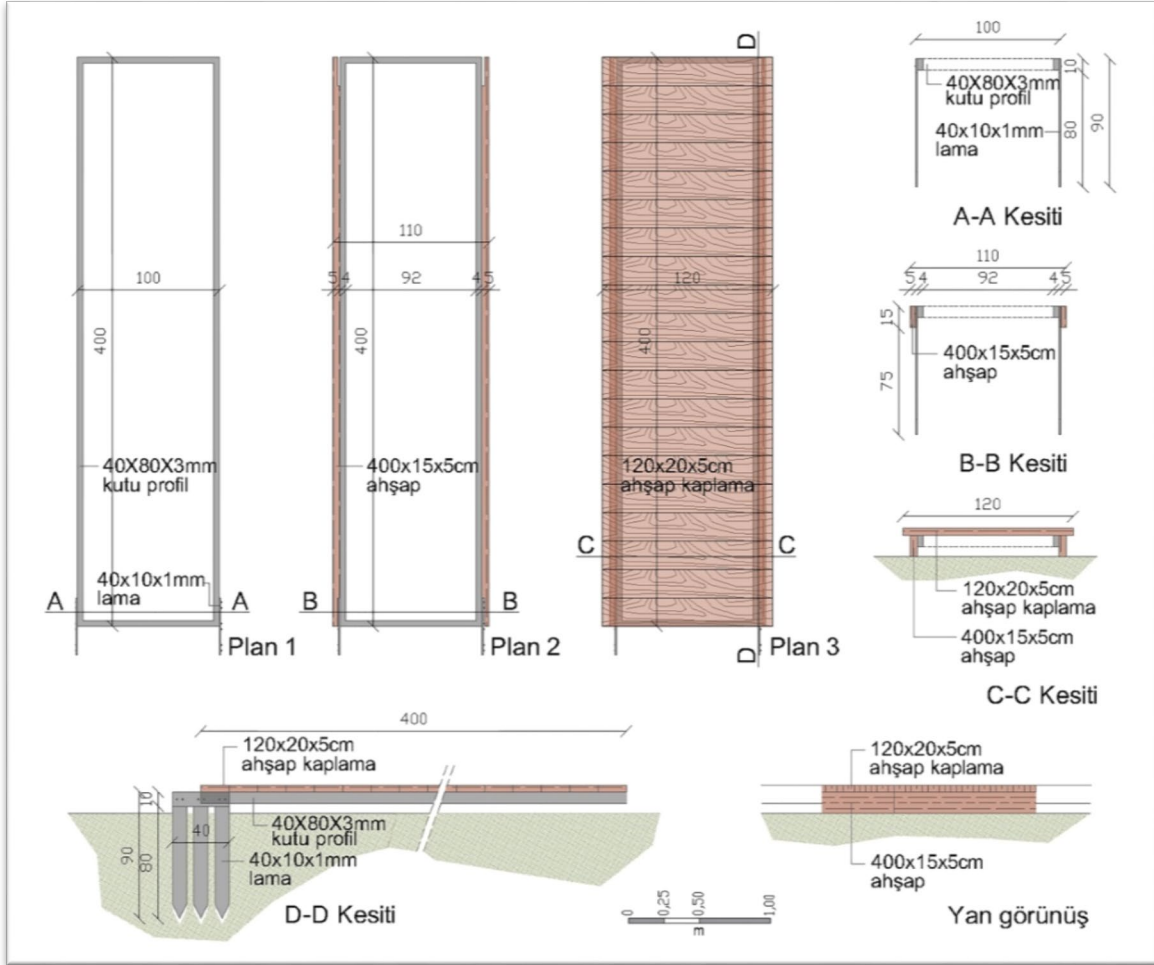 100
400
40X80X3mm
kutu profil
40x10x1mm
lama
A
A
Plan 1
110
5 4
92
4 5
400
400x15x5cm
ahşap
B
B
Plan 2
D
120
400
120x20x5cm
ahşap kaplama
C
C
D
Plan 3
100
10
80
90
40X80X3mm
kutu profil
40x10x1mm
lama
A-A Kesiti
110
5 4
92
4 5
15
75
400x15x5cm
ahşap
B-B Kesiti
120
120x20x5cm
ahşap kaplama
400x15x5cm
ahşap
C-C Kesiti
400
120x20x5cm
ahşap kaplama
10
90
80
40
40X80X3mm
kutu profil
40x10x1mm
lama
D-D Kesiti
0
0,25
0,50
1,00
m
120x20x5cm
ahşap kaplama
400x15x5cm
ahşap
Yan görünüş